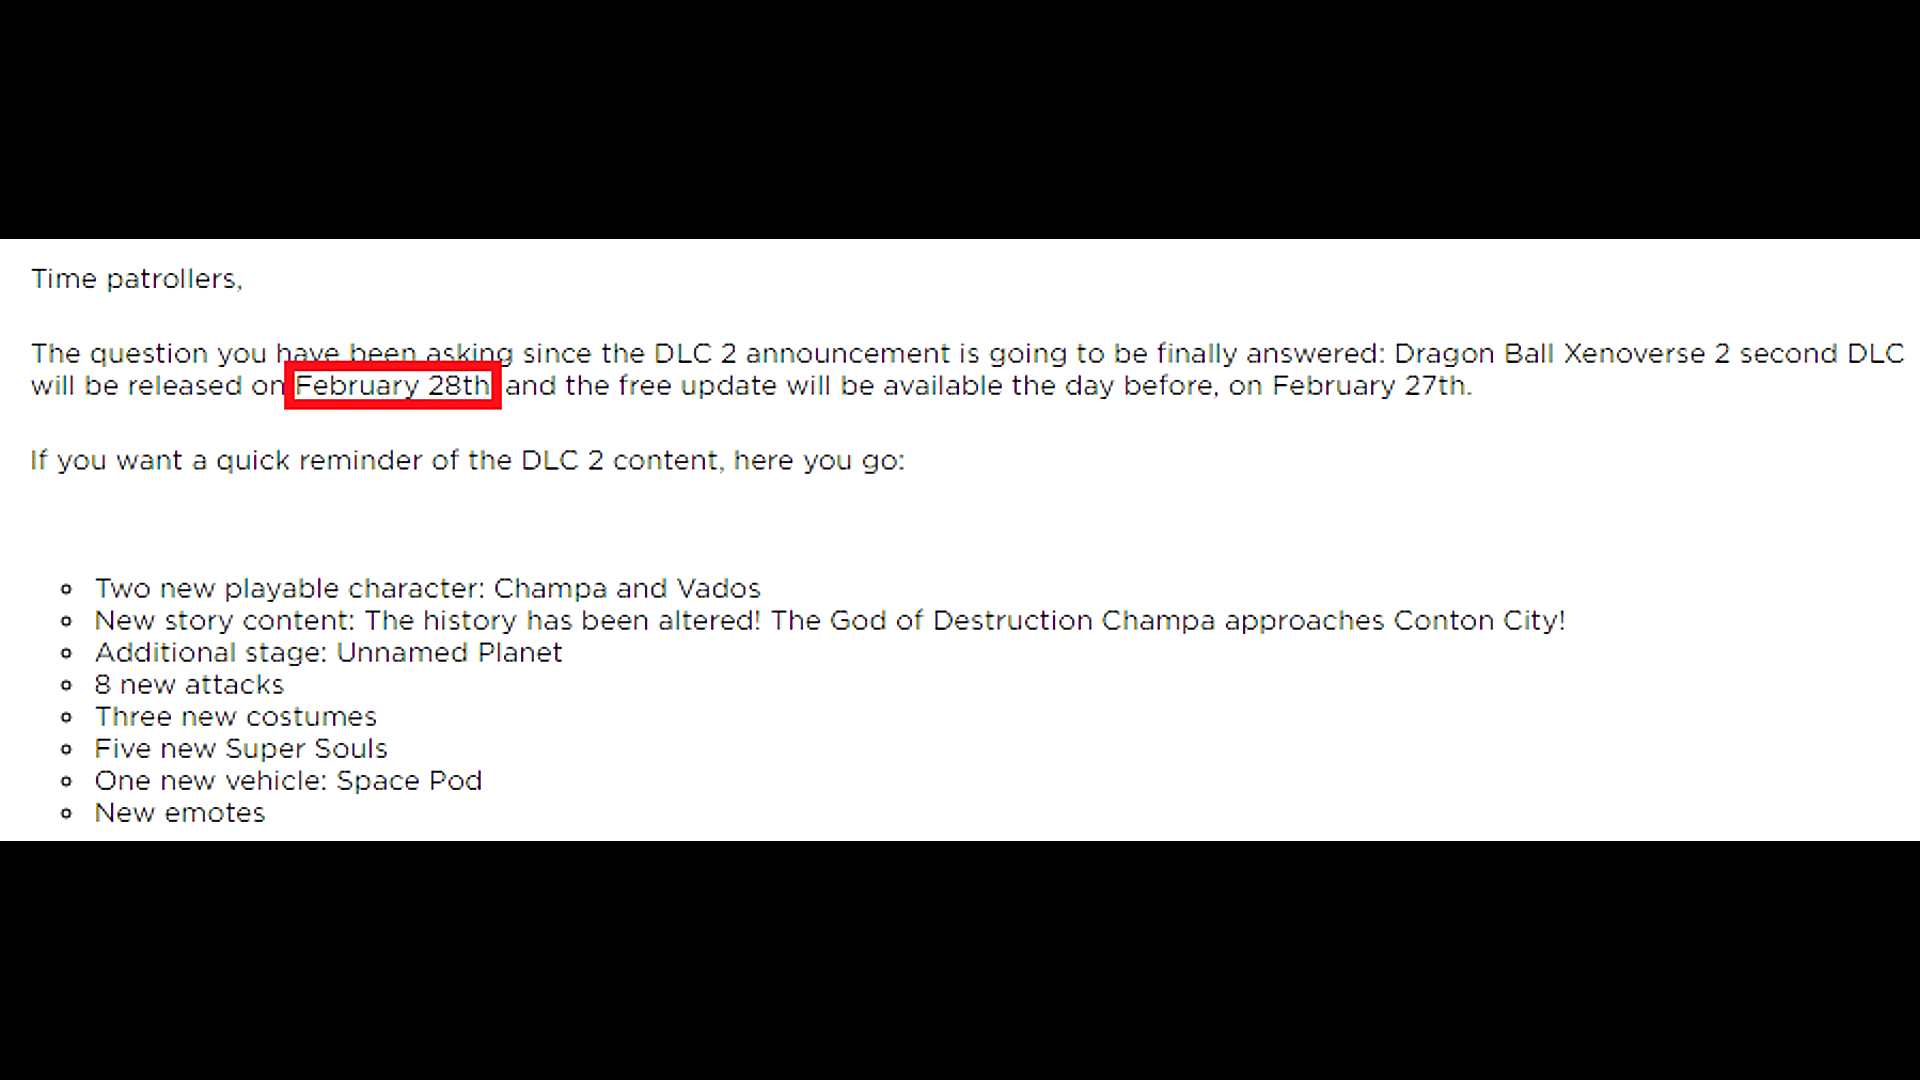 Time patrollers,
The question you have been asking since the DLC 2 announcement is going to be finally answered: Dragon Ball Xenoverse 2 second DLC
will be released on February 28th and the free update will be available the day before, on February 27th.
If you want a quick reminder of the DLC 2 content, here you go:
Two new playable character: Champa and Vados
New story content: The history has been altered! The God of Destruction Champa approaches Conton City!
Additional stage: Unnamed Planet
8 new attacks
Three new costumes
Five new Super Souls
One new vehicle: Space Pod
New emotes